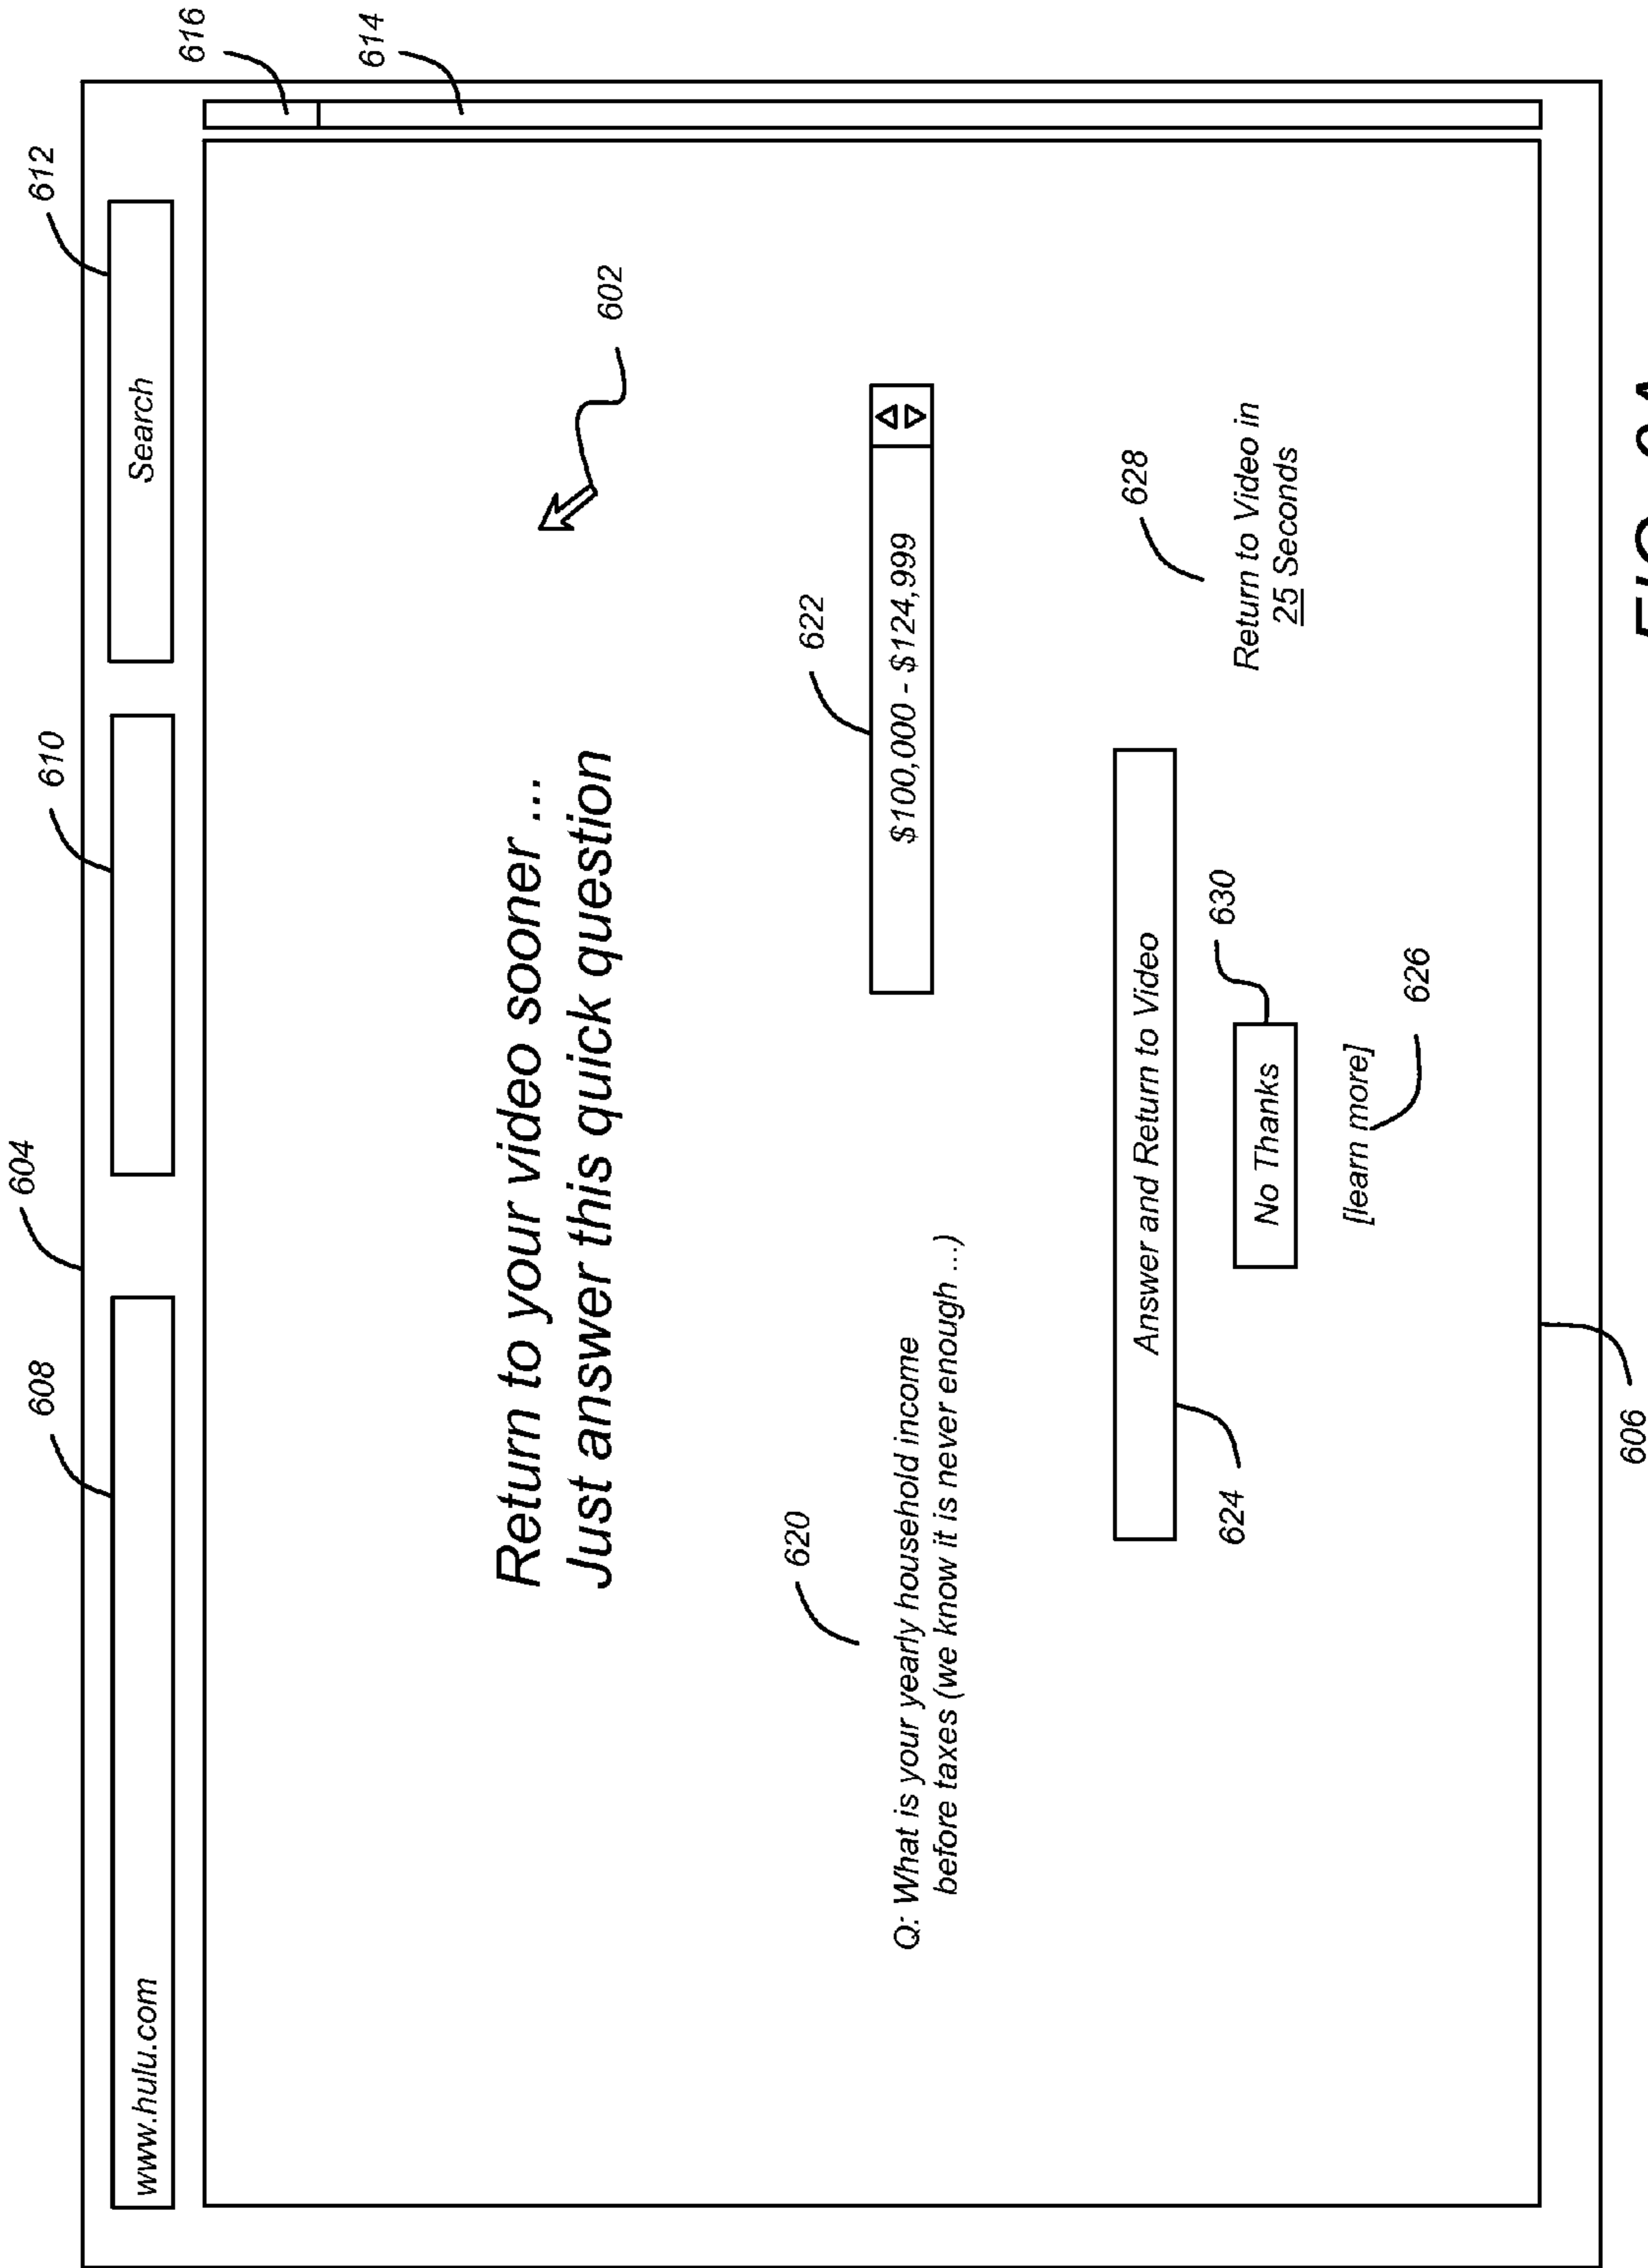 604
608
610
612
616
www.hulu.com
Search
614
Return to your video sooner ...
Just answer this quick question
602
620
622
Q: What is your yearly household income
before taxes (we know it is never enough ...)
$100,000 - $124,999
Answer and Return to Video
624
628
630
No Thanks
Return to Video in
25 Seconds
[learn more]
626
606
FIG.